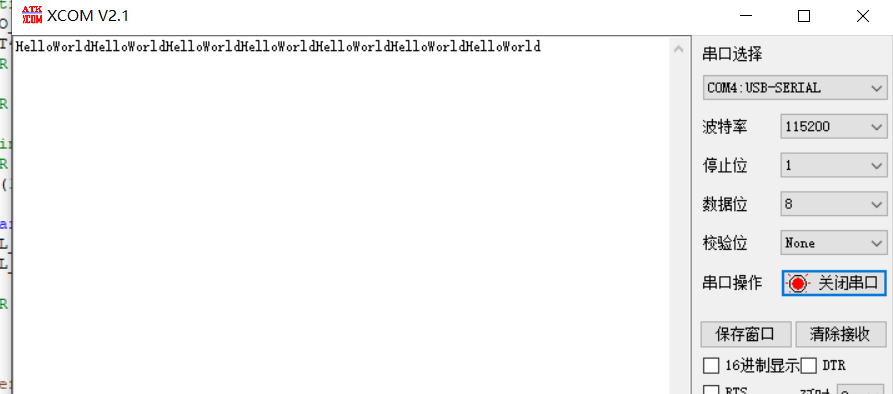 ATK
XCOM
XCOM V2.1
HelloWorldHelloWorldHelloWorldHelloWorldHelloWorldHelloWorldHelloWorld
串口选择
COM4:USB-SERIAL
波特率
115200
停止位
1
数据位
8
校验位
None
串口操作
关闭串口
保存窗口
清除接收
16进制显示
DTR
RTS